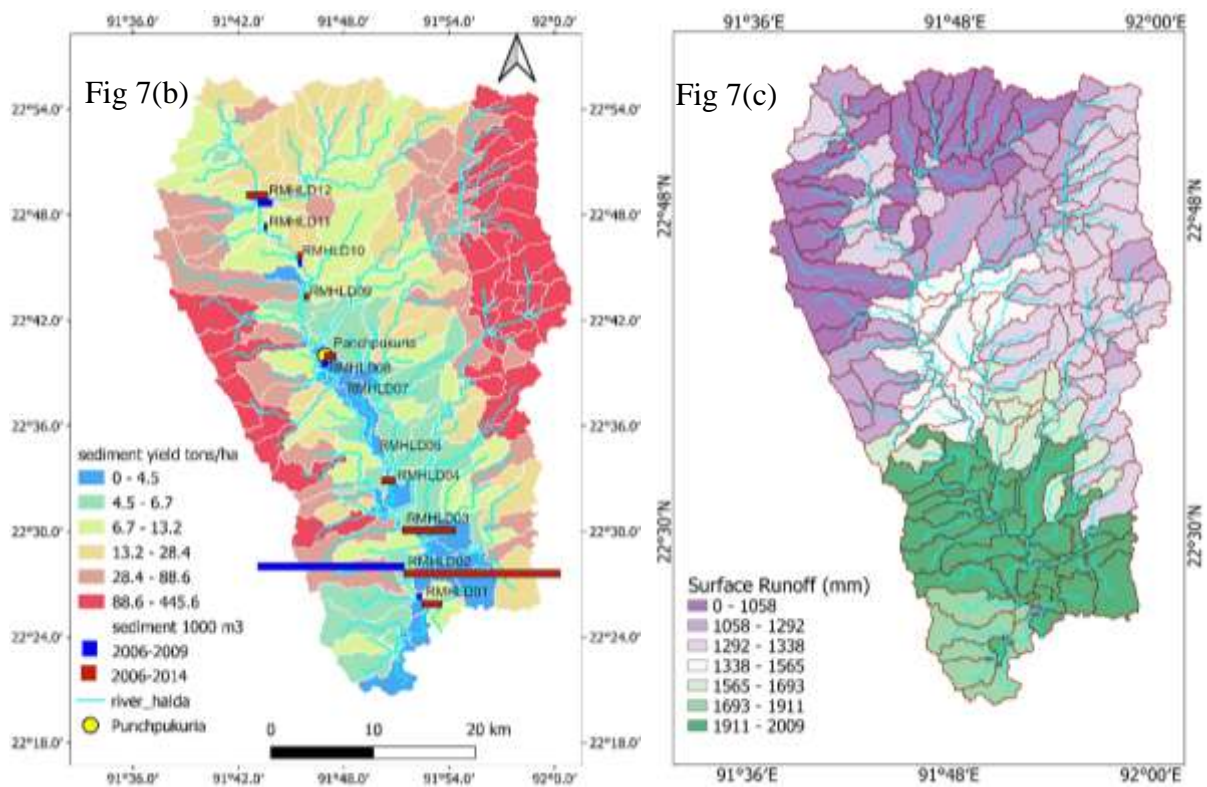 91°36.0' 91°42.0' 91°48.0' 91°54.0' 92°0.0'
Fig 7(b)
22°54.0' 22°54.0'
22°48.0' 22°48.0'
22°42.0' 22°42.0'
22°36.0' 22°36.0'
22°30.0' 22°30.0'
22°24.0' 22°24.0'
22°18.0' 22°18.0'
RMHLD12
RMHLD11
RMHLD10
RMHLD09
Panchpukuria
RMHLD08
RMHLD07
RMHLD04
RMHLD03
RMHLD02
RMHLD01
sediment yield tons/ha
0 - 4.5
4.5 - 6.7
6.7 - 13.2
13.2 - 28.4
28.4 - 88.6
88.6 - 445.6
sediment 1000 m3
2006-2009
2006-2014
river_halda
Punchpukuria
0 10 20 km
91°36.0' 91°42.0' 91°48.0' 91°54.0' 92°0.0'
91°36'E 91°48'E 92°00'E
Fig 7(c)
22°48'N 22°48'N
22°30'N 22°30'N
Surface Runoff (mm)
0 - 1058
1058 - 1292
1292 - 1338
1338 - 1565
1565 - 1693
1693 - 1911
1911 - 2009
91°36'E 91°48'E 92°00'E